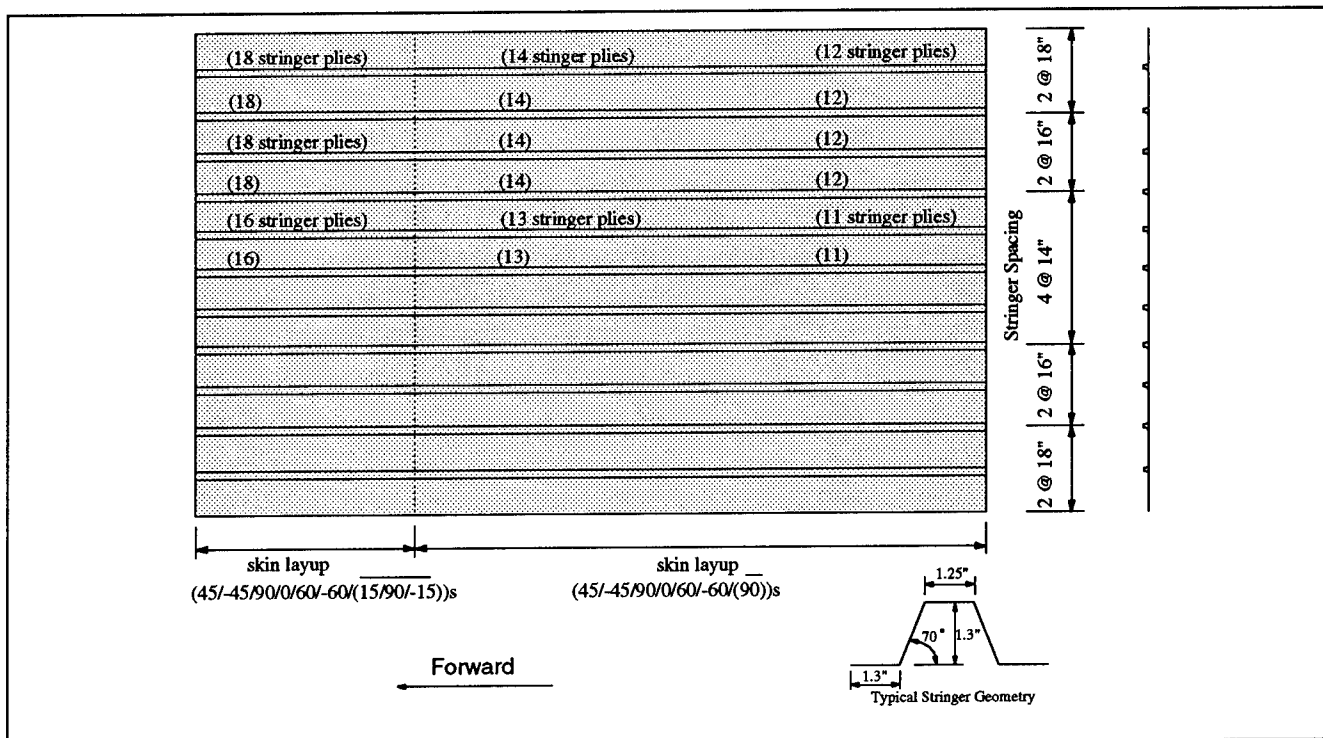 (18 stringer plies) (14 stinger plies) (12 stringer plies)
(18) (14) (12)
(18 stringer plies) (14) (12)
(18) (14) (12)
(16 stringer plies) (13 stringer plies) (11 stringer plies)
(16) (13) (11)
Stringer Spacing
2 @ 18"
2 @ 16"
4 @ 14"
2 @ 16"
2 @ 18"
skin layup
(45/-45/90/0/60/-60/(15/90/-15))s
skin layup
(45/-45/90/0/60/-60/(90))s
Forward
1.25"
70°
1.3"
1.3"
Typical Stringer Geometry